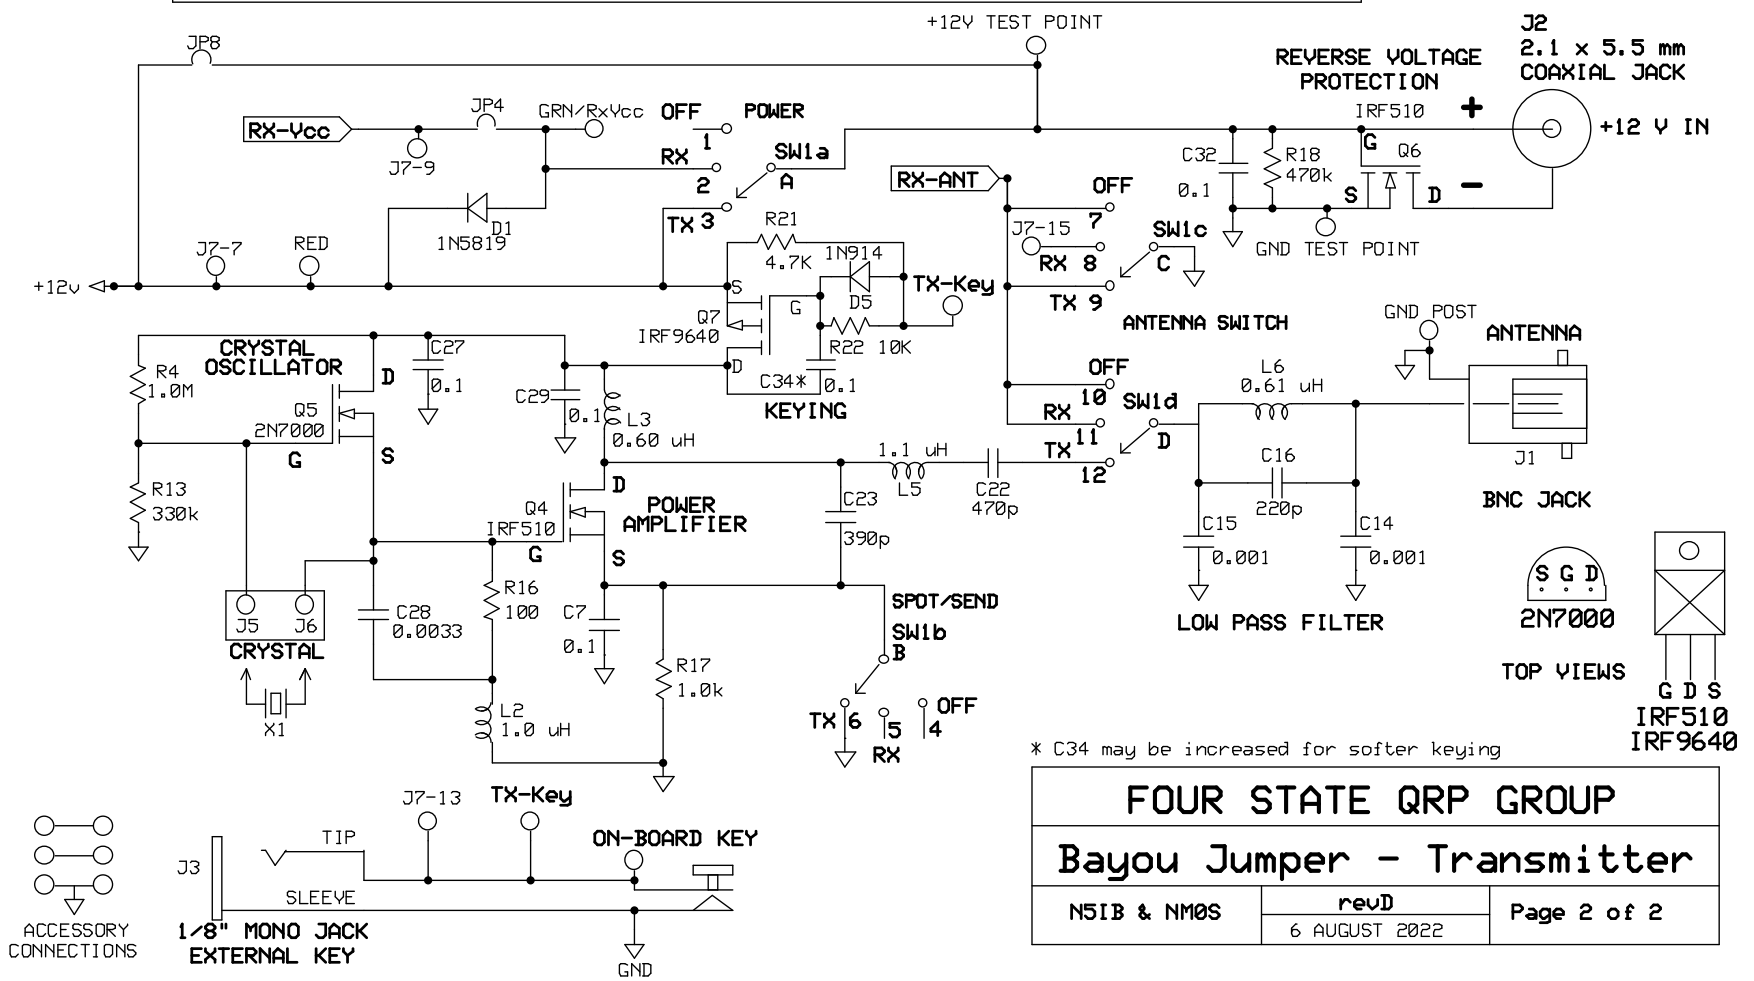 +12V TEST POINT
J2
2.1 x 5.5 mm
COAXIAL JACK
JP8
REVERSE VOLTAGE
PROTECTION
IRF510
+
+12 V IN
G
Q6
S
D
-
RX-Vcc
J7-9
JP4
GRN/RxVcc
OFF
POWER
1
RX
2
SW1a
A
TX 3
D1
1N5819
RX-ANT
C32
0.1
R18
470k
GND TEST POINT
OFF
7
J7-15
RX 8
SW1c
C
TX 9
ANTENNA SWITCH
J7-7
RED
+12v
R21
4.7K
1N914
D5
TX-Key
S
G
Q7
IRF9640
D
R22 10K
C34*
0.1
KEYING
CRYSTAL
OSCILLATOR
R4
1.0M
D
C27
0.1
Q5
2N7000
G
S
C29
0.1
L3
0.60 uH
R13
330k
OFF
10
RX
11
SW1d
D
TX
12
L6
0.61 uH
C16
220p
C15
0.001
C14
0.001
LOW PASS FILTER
GND POST
ANTENNA
J1
BNC JACK
1.1 uH
L5
C22
470p
C23
390p
D
Q4
IRF510
G
S
POWER
AMPLIFIER
J5
J6
CRYSTAL
X1
C28
0.0033
R16
100
C7
0.1
R17
1.0k
L2
1.0 uH
SPOT/SEND
SW1b
B
TX 6
5
RX
OFF
4
S G D
2N7000
TOP VIEWS
G D S
IRF510
IRF9640
* C34 may be increased for softer keying
FOUR STATE QRP GROUP
Bayou Jumper - Transmitter
N5IB & NM0S
revD
6 AUGUST 2022
Page 2 of 2
J7-13
TX-Key
ON-BOARD KEY
J3
TIP
SLEEVE
1/8" MONO JACK
EXTERNAL KEY
GND
ACCESSORY
CONNECTIONS